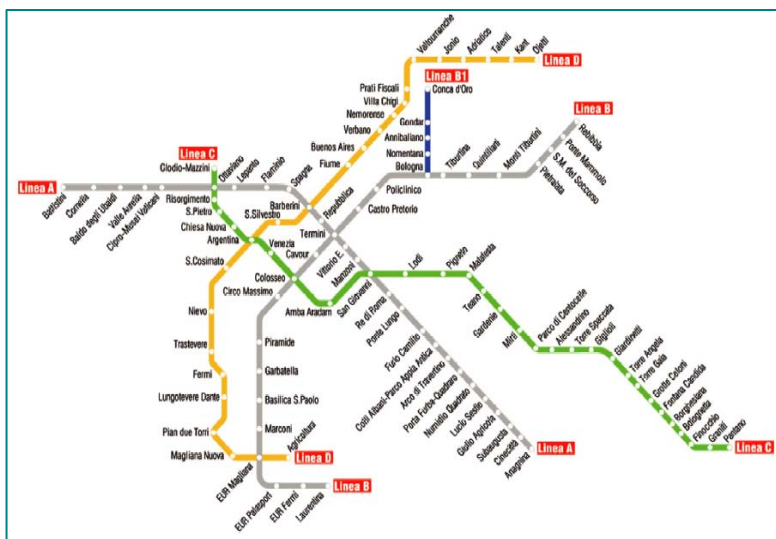 Valtournanche
Jonio
Adriatico
Talenti
Kant
Ojetti
Linea D
Linea B1
Conca d'Oro
Prati Fiscali
Villa Chigi
Nemorense
Verbano
Buenos Aires
Fiume
Gondar
Annibaliano
Nomentana
Bologna
Linea B
Rebibbia
Ponte Mammolo
S.M. del Soccorso
Pietralata
Monti Tiburtini
Quintiliani
Tiburtina
Policlinico
Castro Pretorio
Linea C
Clodio-Mazzini
Ottaviano
Lepanto
Flaminio
Spagna
Linea A
Battistini
Cornelia
Baldo degli Ubaldi
Valle Aurelia
Cipro-Musei Vaticani
Risorgimento
S.Pietro
Chiesa Nuova
Argentina
S.Silvestro
Barberini
Repubblica
Termini
Venezia
Cavour
Colosseo
Circo Massimo
Vittorio E.
Manzoni
San Giovanni
Amba Aradam
Lodi
Pigneto
Malatesta
Teano
Gardenie
Mirti
Parco di Centocelle
Alessandrino
Torre Spaccata
Giglioli
Giardinetti
Torre Angela
Torre Gaia
Grotte Celoni
Fontana Candida
Borghesiana
Bolognetta
Finocchio
Graniti
Pantano
Linea C
Re di Roma
Ponte Lungo
Furio Camillo
Colli Albani-Parco Appia Antica
Arco di Travertino
Porta Furba-Quadraro
Numidio Quadrato
Lucio Sestio
Giulio Agricola
Subaugusta
Cinecittà
Anagnina
Linea A
S.Cosimato
Nievo
Trastevere
Fermi
Lungotevere Dante
Pian due Torri
Magliana Nuova
Piramide
Garbatella
Basilica S.Paolo
Marconi
EUR Magliana
Agricoltura
Linea D
EUR Palasport
EUR Fermi
Laurentina
Linea B